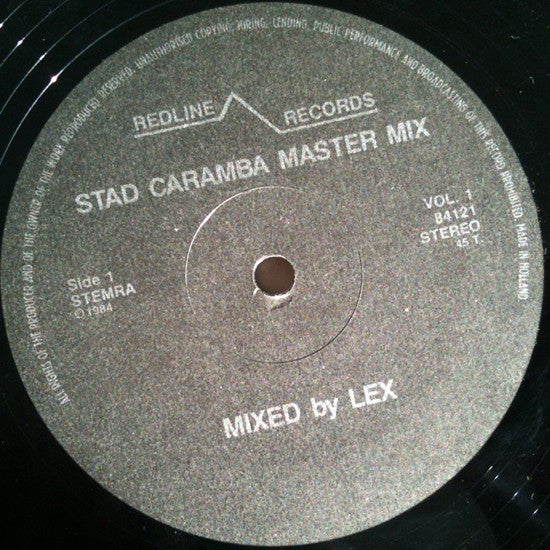 ALL RIGHT OF THE PRODUCER AND OF THE OWNER OF THE WORK REPRODUCED RESERVED. UNAUTHORISED COPYING, HIRING, LENDING, PUBLIC PERFORMANCE AND BROADCASTING OF THIS RECORD PROHIBITED. MADE IN HOLLAND
REDLINE RECORDS
STAD CARAMBA MASTER MIX
VOL. 1
84121
STEREO
45 T.
Side 1
STEMRA
© 1984
MIXED by LEX